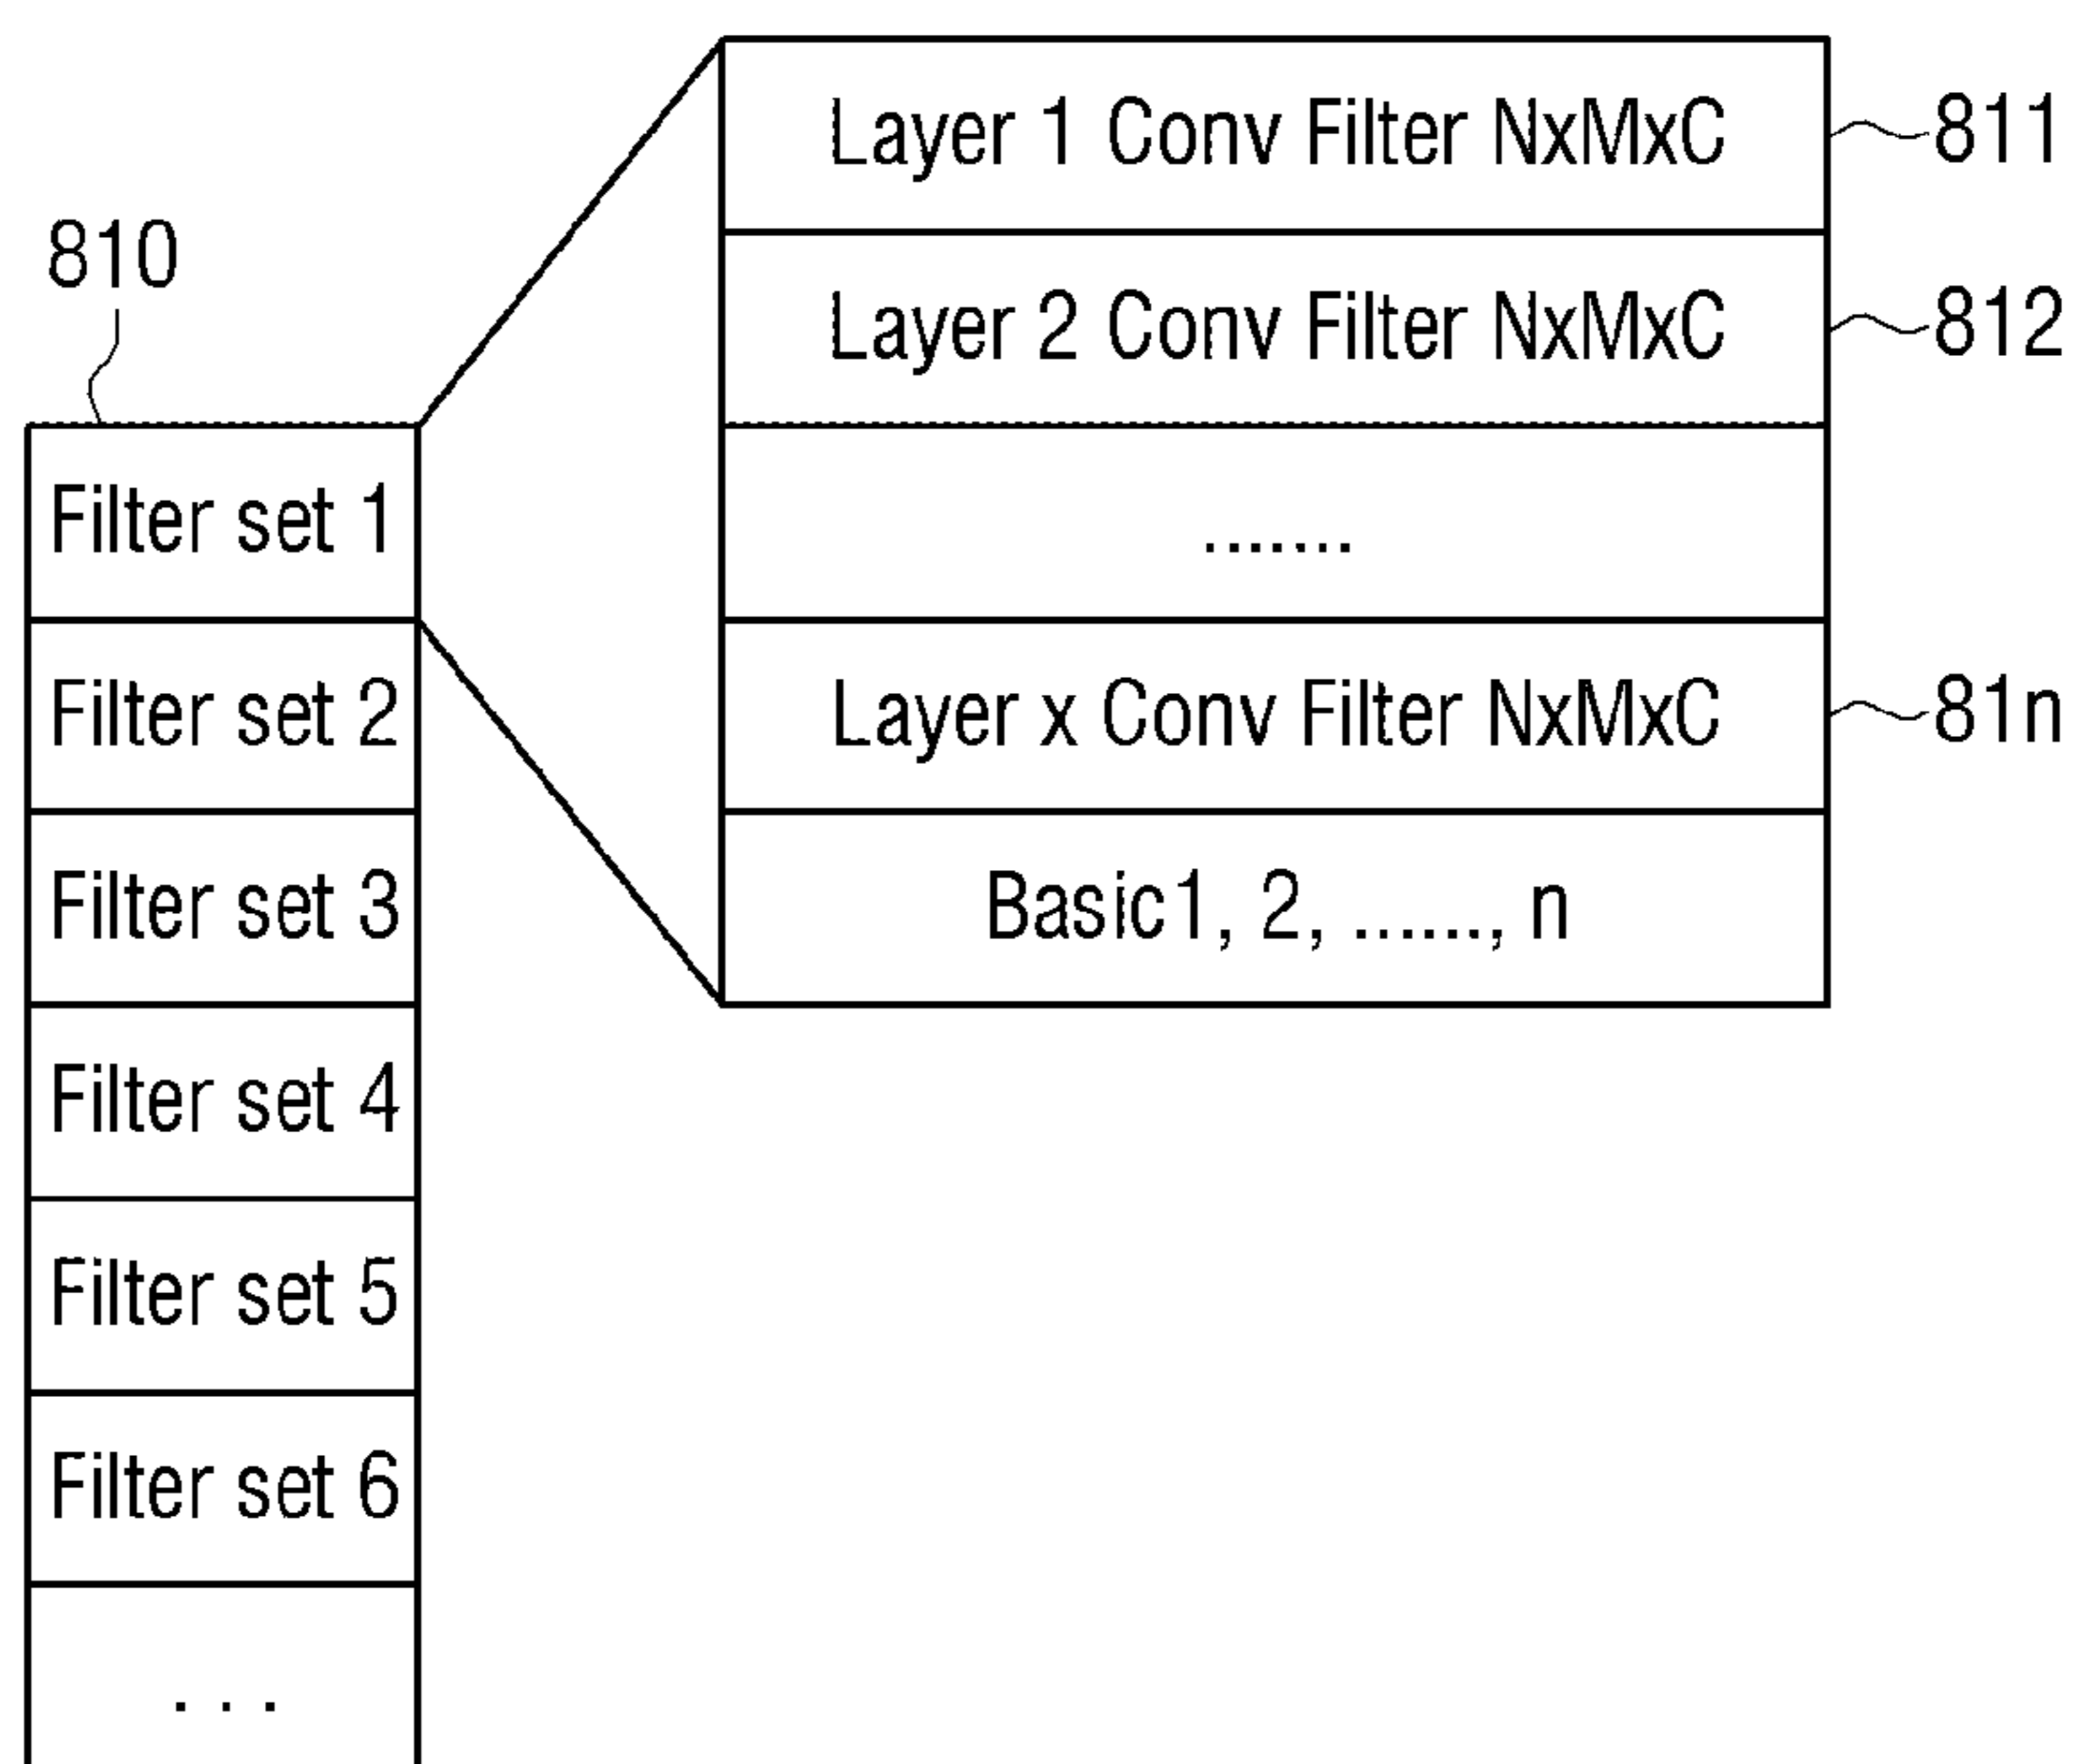 810
Filter set 1
Filter set 2
Filter set 3
Filter set 4
Filter set 5
Filter set 6
. . .
Layer 1 Conv Filter NxMxC
811
Layer 2 Conv Filter NxMxC
812
.......
Layer x Conv Filter NxMxC
81n
Basic1, 2, ......, n